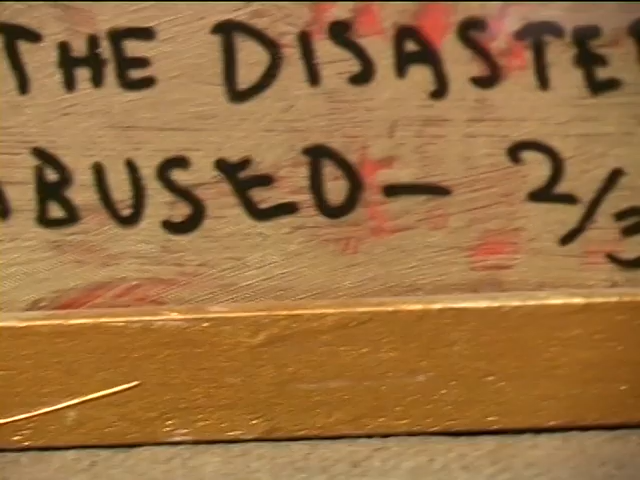 THE DISASTE
BUSED - 2/3